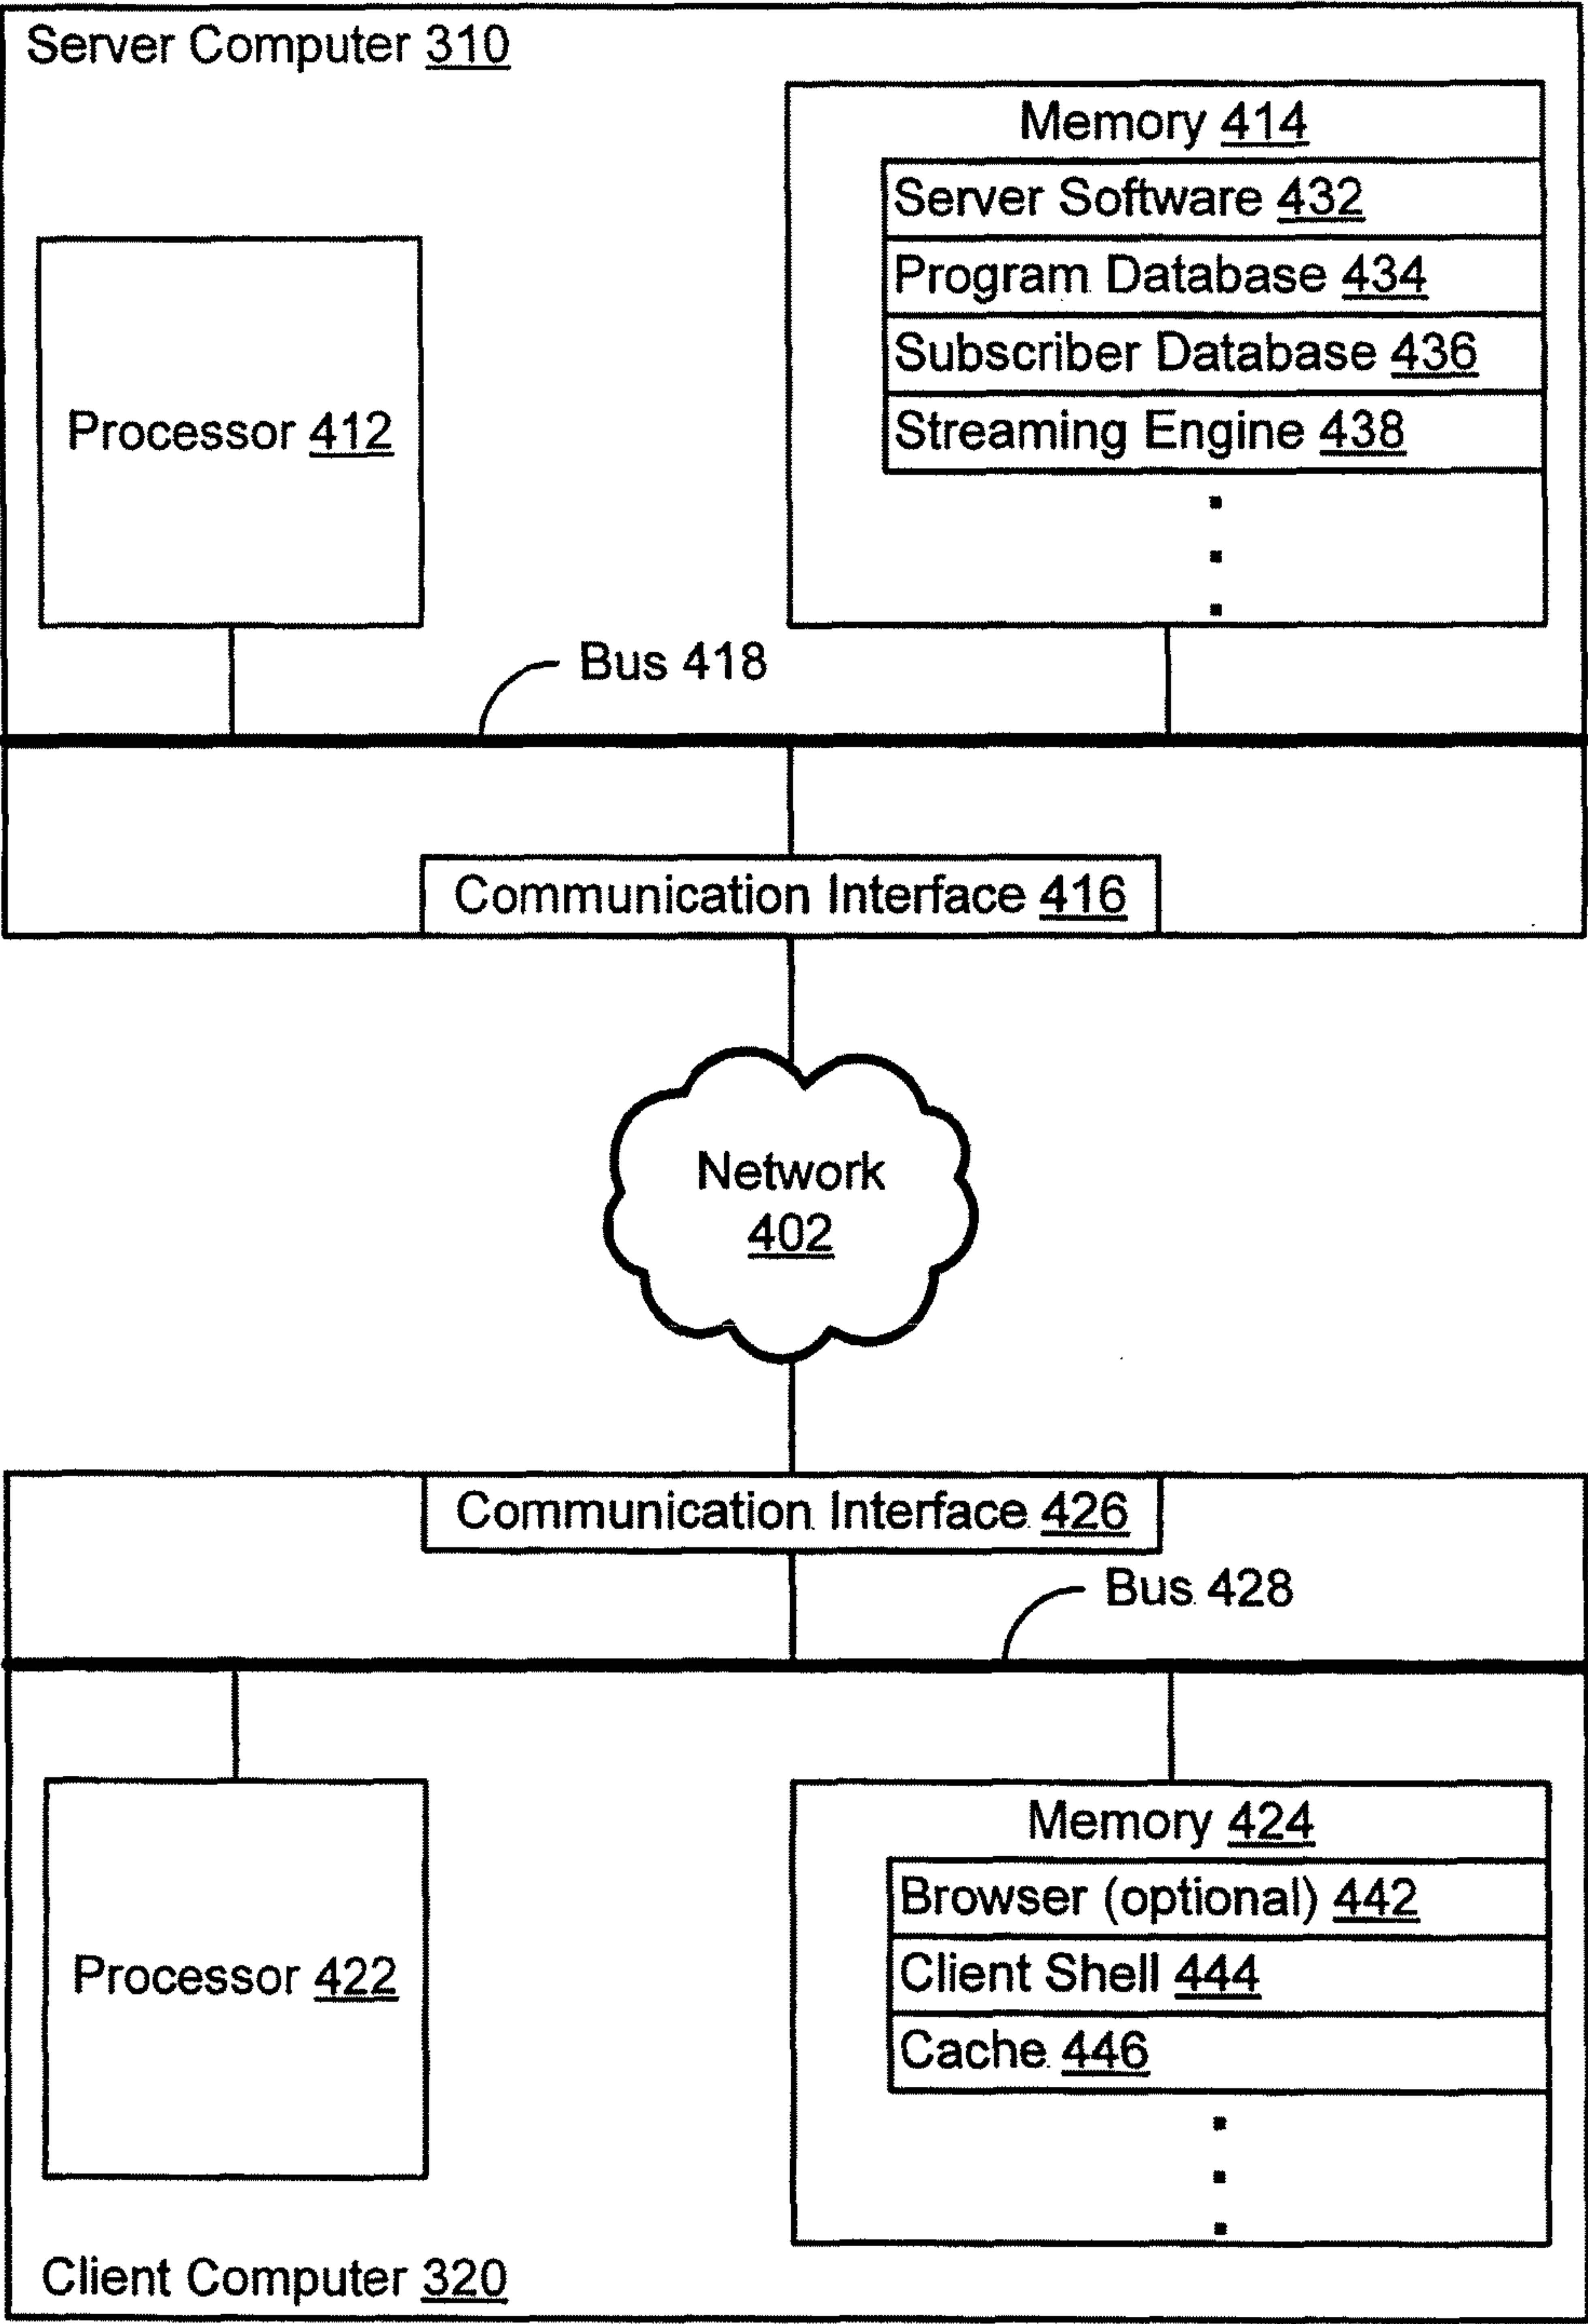 Server Computer 310
Memory 414
Server Software 432
Program Database 434
Subscriber Database 436
Streaming Engine 438
Processor 412
Bus 418
Communication Interface 416
Network
402
Communication Interface 426
Bus 428
Memory 424
Browser (optional) 442
Client Shell 444
Cache 446
Processor 422
Client Computer 320